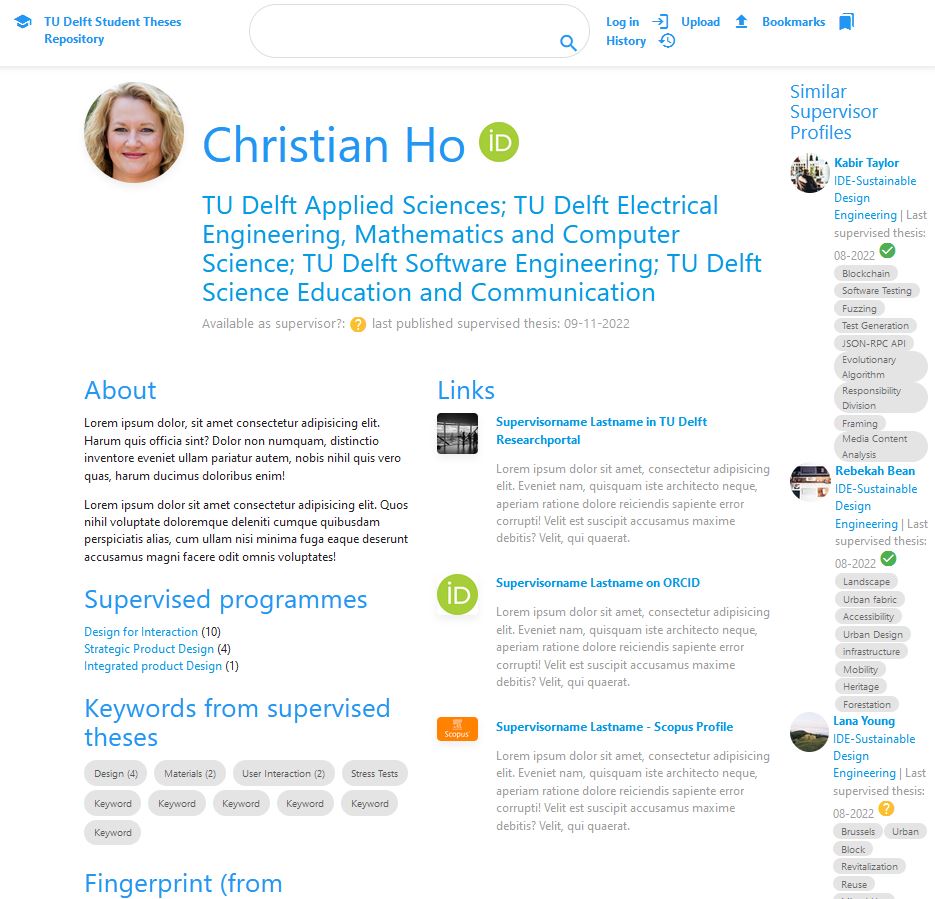 TU Delft Student Theses
Repository
Log in Upload Bookmarks
History
Christian Ho iD
TU Delft Applied Sciences; TU Delft Electrical
Engineering, Mathematics and Computer
Science; TU Delft Software Engineering; TU Delft
Science Education and Communication
Available as supervisor?: ? last published supervised thesis: 09-11-2022
About
Lorem ipsum dolor, sit amet consectetur adipisicing elit.
Harum quis officia sint? Dolor non numquam, distinctio
inventore eveniet ullam pariatur autem, nobis nihil quis vero
quas, harum ducimus doloribus enim!
Lorem ipsum dolor sit amet consectetur adipisicing elit. Quos
nihil voluptate doloremque deleniti cumque quibusdam
perspiciatis alias, cum ullam nisi minima fuga eaque deserunt
accusamus magni facere odit omnis voluptates!
Supervised programmes
Design for Interaction (10)
Strategic Product Design (4)
Integrated product Design (1)
Keywords from supervised
theses
Design (4) Materials (2) User Interaction (2) Stress Tests
Keyword Keyword Keyword Keyword Keyword
Keyword
Fingerprint (from
Links
Supervisorname Lastname in TU Delft
Researchportal
Lorem ipsum dolor sit amet, consectetur adipisicing
elit. Eveniet nam, quisquam iste architecto neque,
aperiam ratione dolore reiciendis sapiente error
corrupti! Velit est suscipit accusamus maxime
debitis? Velit, qui quaerat.
iD
Supervisorname Lastname on ORCID
Lorem ipsum dolor sit amet, consectetur adipisicing
elit. Eveniet nam, quisquam iste architecto neque,
aperiam ratione dolore reiciendis sapiente error
corrupti! Velit est suscipit accusamus maxime
debitis? Velit, qui quaerat.
Scopus
Supervisorname Lastname - Scopus Profile
Lorem ipsum dolor sit amet, consectetur adipisicing
elit. Eveniet nam, quisquam iste architecto neque,
aperiam ratione dolore reiciendis sapiente error
corrupti! Velit est suscipit accusamus maxime
debitis? Velit, qui quaerat.
Similar
Supervisor
Profiles
Kabir Taylor
IDE-Sustainable
Design
Engineering | Last
supervised thesis:
08-2022
Blockchain
Software Testing
Fuzzing
Test Generation
JSON-RPC API
Evolutionary
Algorithm
Responsibility
Division
Framing
Media Content
Analysis
Rebekah Bean
IDE-Sustainable
Design
Engineering | Last
supervised thesis:
08-2022
Landscape
Urban fabric
Accessibility
Urban Design
infrastructure
Mobility
Heritage
Forestation
Lana Young
IDE-Sustainable
Design
Engineering | Last
supervised thesis:
08-2022 ?
Brussels Urban
Block
Revitalization
Reuse